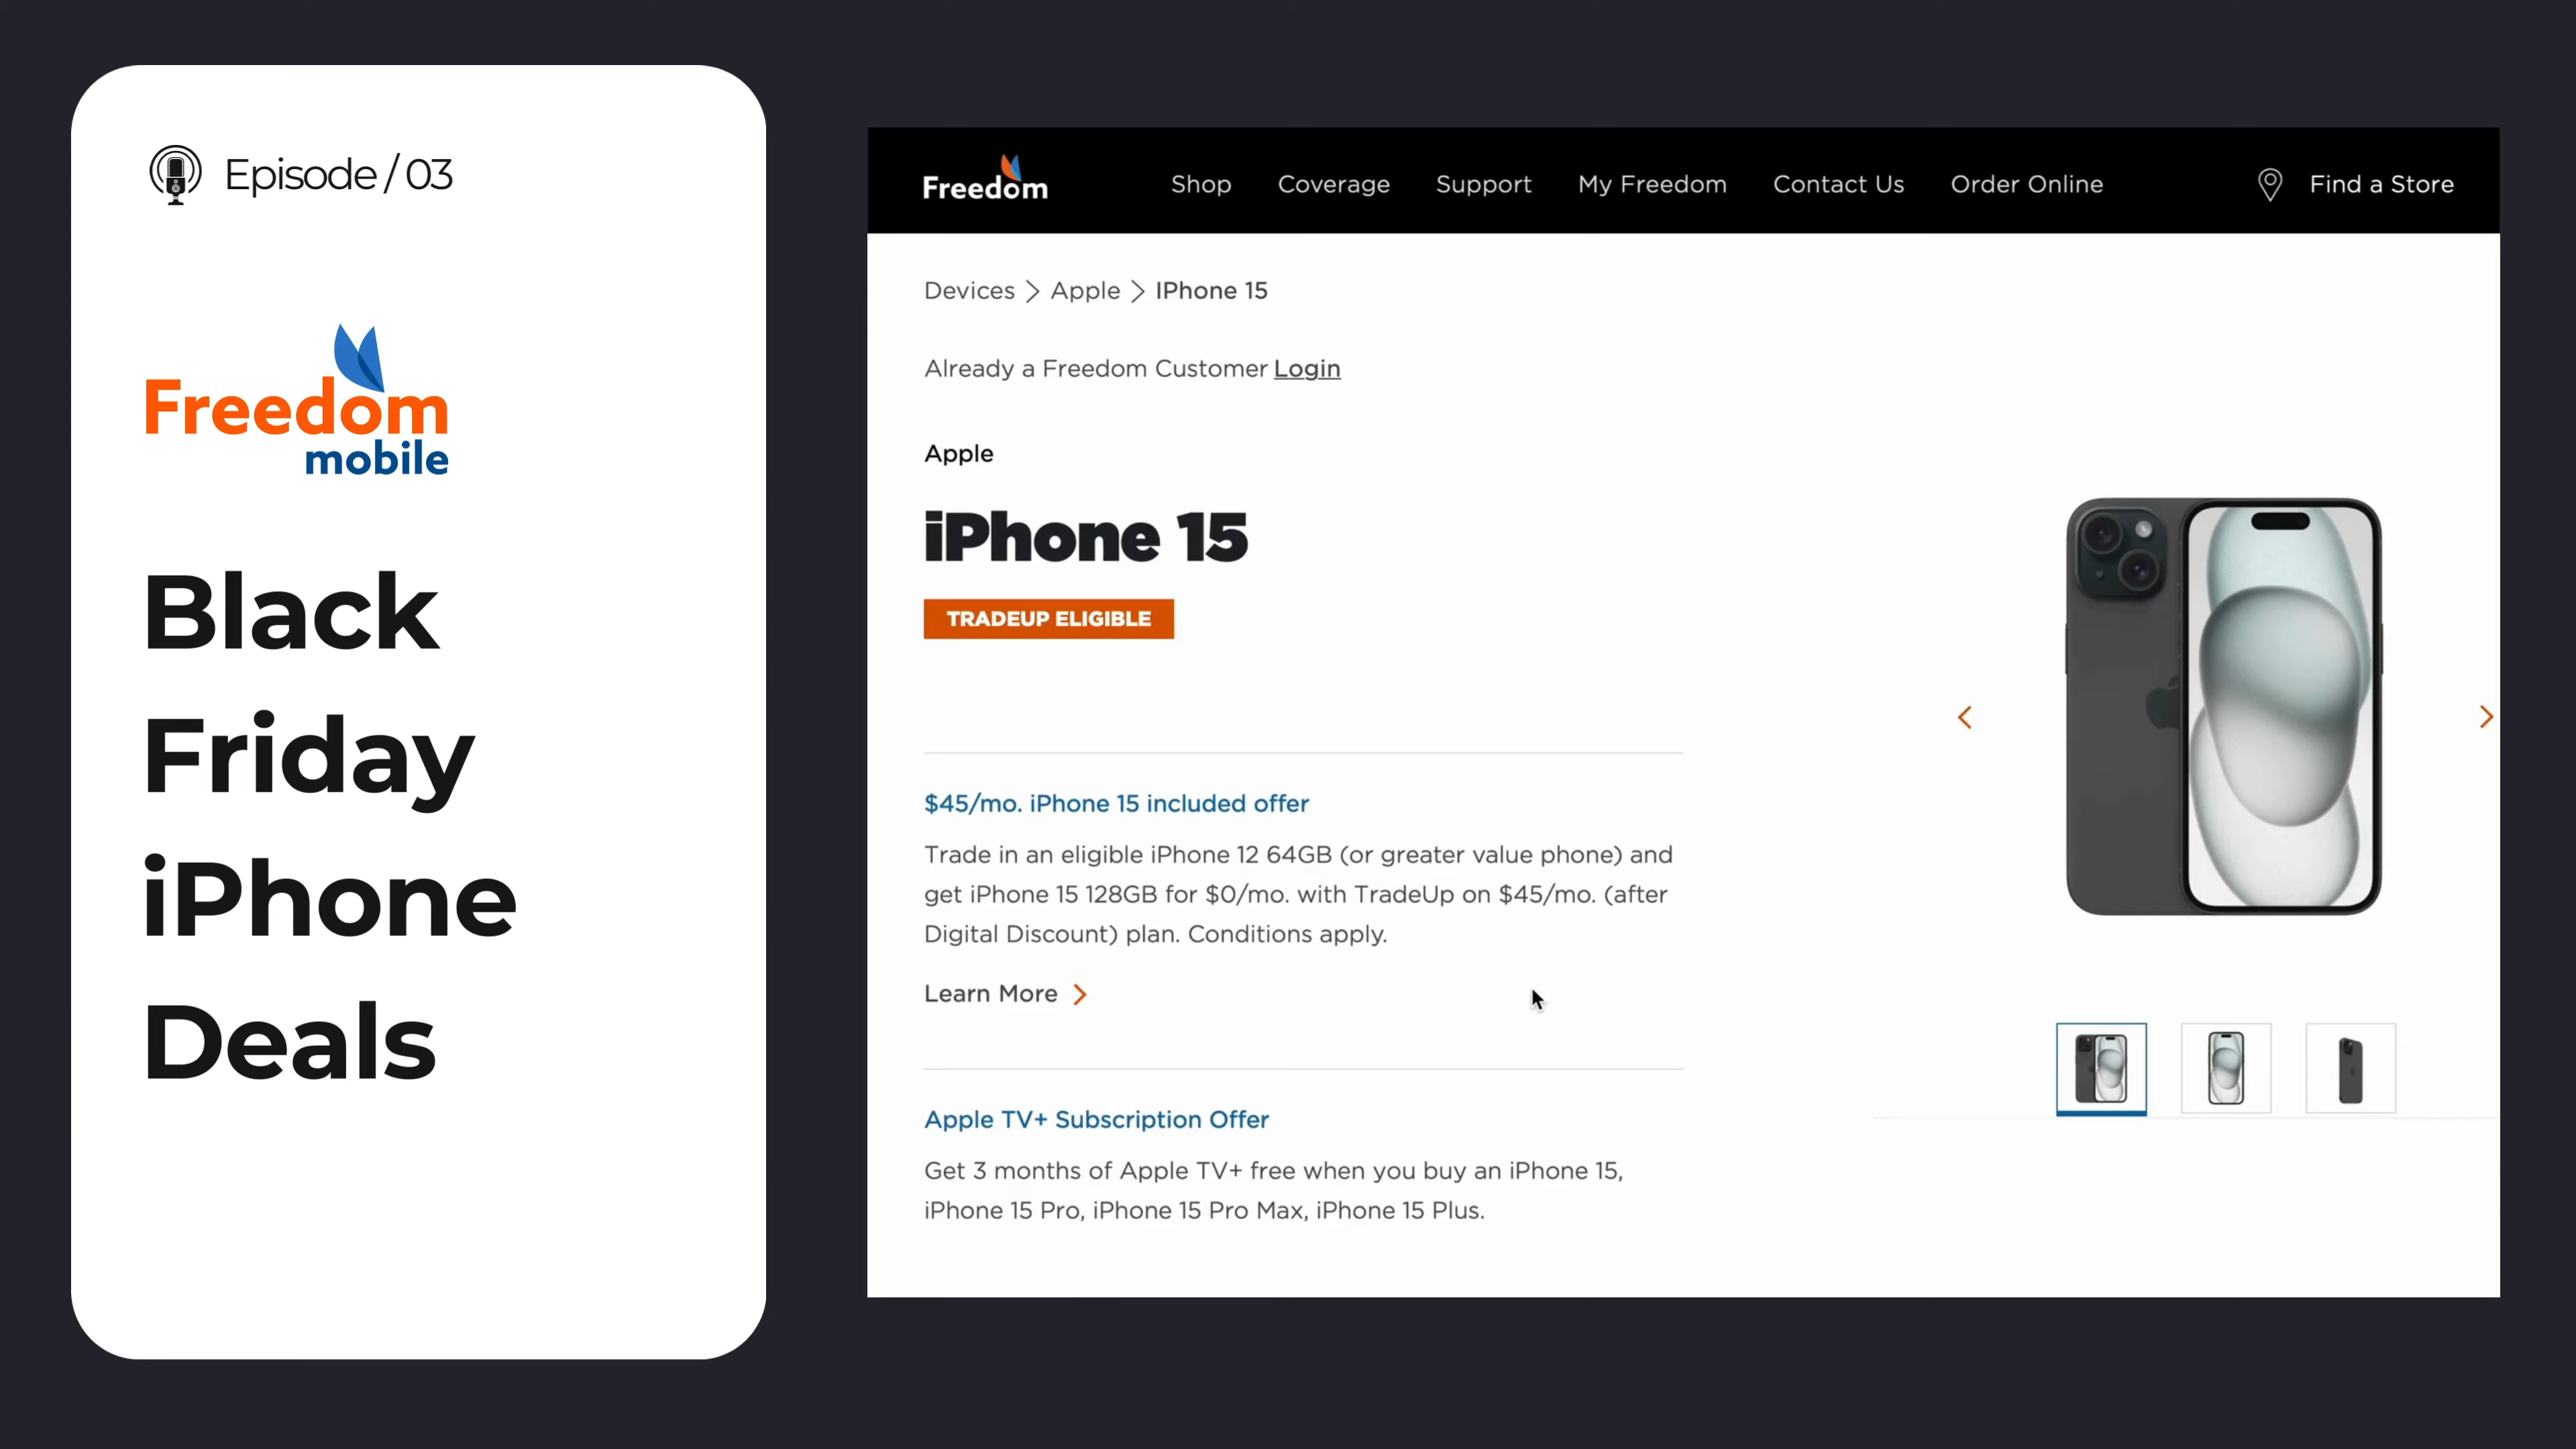 Episode / 03
Freedom
mobile
Black
Friday
iPhone
Deals
Freedom
Shop Coverage Support My Freedom Contact Us Order Online Find a Store
Devices > Apple > IPhone 15
Already a Freedom Customer Login
Apple
iPhone 15
TRADEUP ELIGIBLE
$45/mo. iPhone 15 included offer
Trade in an eligible iPhone 12 64GB (or greater value phone) and
get iPhone 15 128GB for $0/mo. with TradeUp on $45/mo. (after
Digital Discount) plan. Conditions apply.
Learn More >
Apple TV+ Subscription Offer
Get 3 months of Apple TV+ free when you buy an iPhone 15,
iPhone 15 Pro, iPhone 15 Pro Max, iPhone 15 Plus.